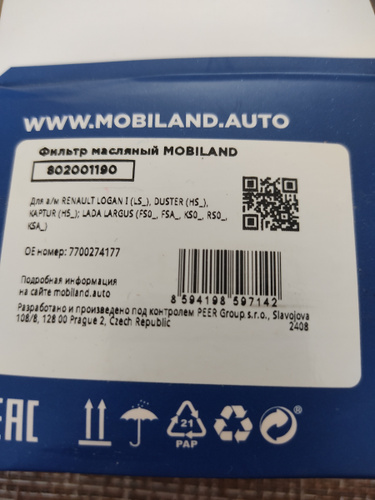 WWW.MOBILAND.AUTO
Фильтр масляный MOBILAND
802001190
Для а/м RENAULT LOGAN I (LS_), DUSTER (HS_),
KAPTUR (H5_); LADA LARGUS (FS0_, FSA_, KS0_, RS0_,
KSA_)
OE номер: 7700274177
Подробная информация
на сайте mobiland.auto
8 594198 597142
Разработано и произведено под контролем PEER Group.s.r.o., Slavojova
108/8, 128 00 Prague 2, Czech Republic
2408
EAC
21
PAP
®